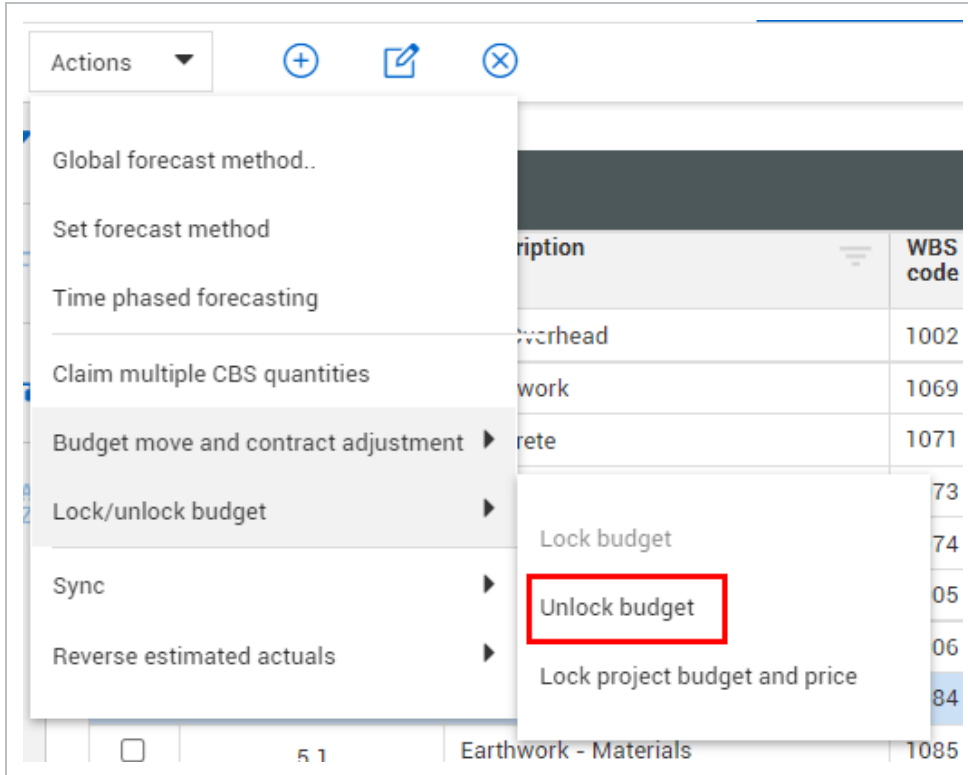 Actions
Global forecast method..
Set forecast method
Time phased forecasting
Claim multiple CBS quantities
Budget move and contract adjustment
Lock/unlock budget
Sync
Reverse estimated actuals
Lock budget
Unlock budget
Lock project budget and price
ription
WBS
code
verhead
1002
work
1069
rete
1071
73
74
05
06
84
5.1
Earthwork - Materials
1085